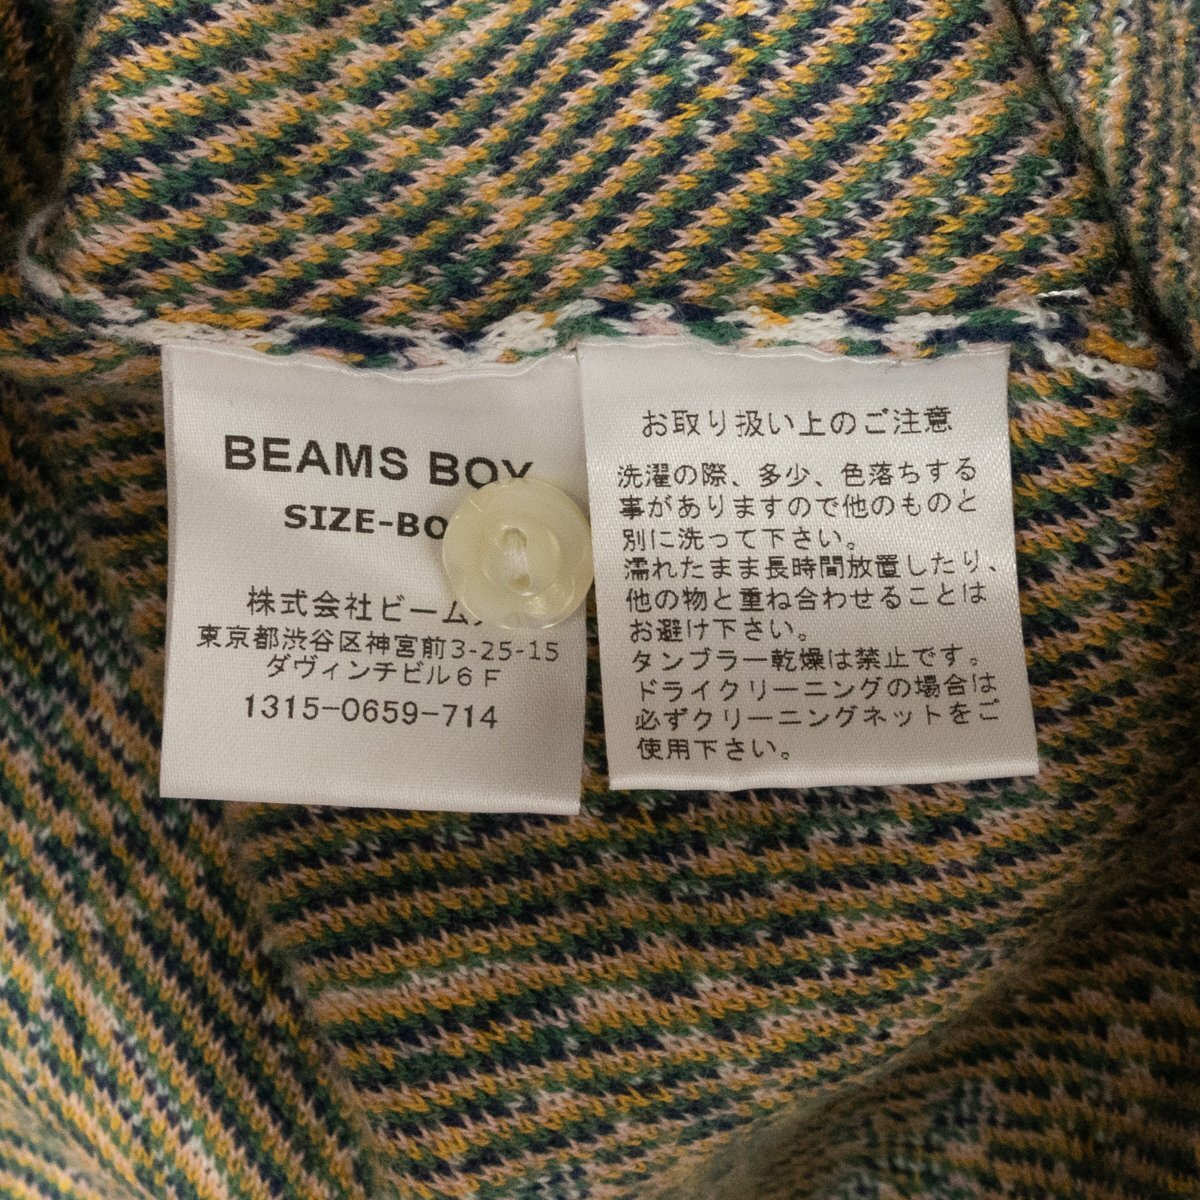 BEAMS BOY
SIZE-BO
株式会社ビーム
東京都渋谷区神宮前3-25-15
ダヴィンチビル6F
1315-0659-714
お取り扱い上のご注意
洗濯の際、多少、色落ちする
事がありますので他のものと
別に洗って下さい。
濡れたまま長時間放置したり、
他の物と重ね合わせることは
お避け下さい。
タンブラー乾燥は禁止です。
ドライクリーニングの場合は
必ずクリーニングネットをご
使用下さい。